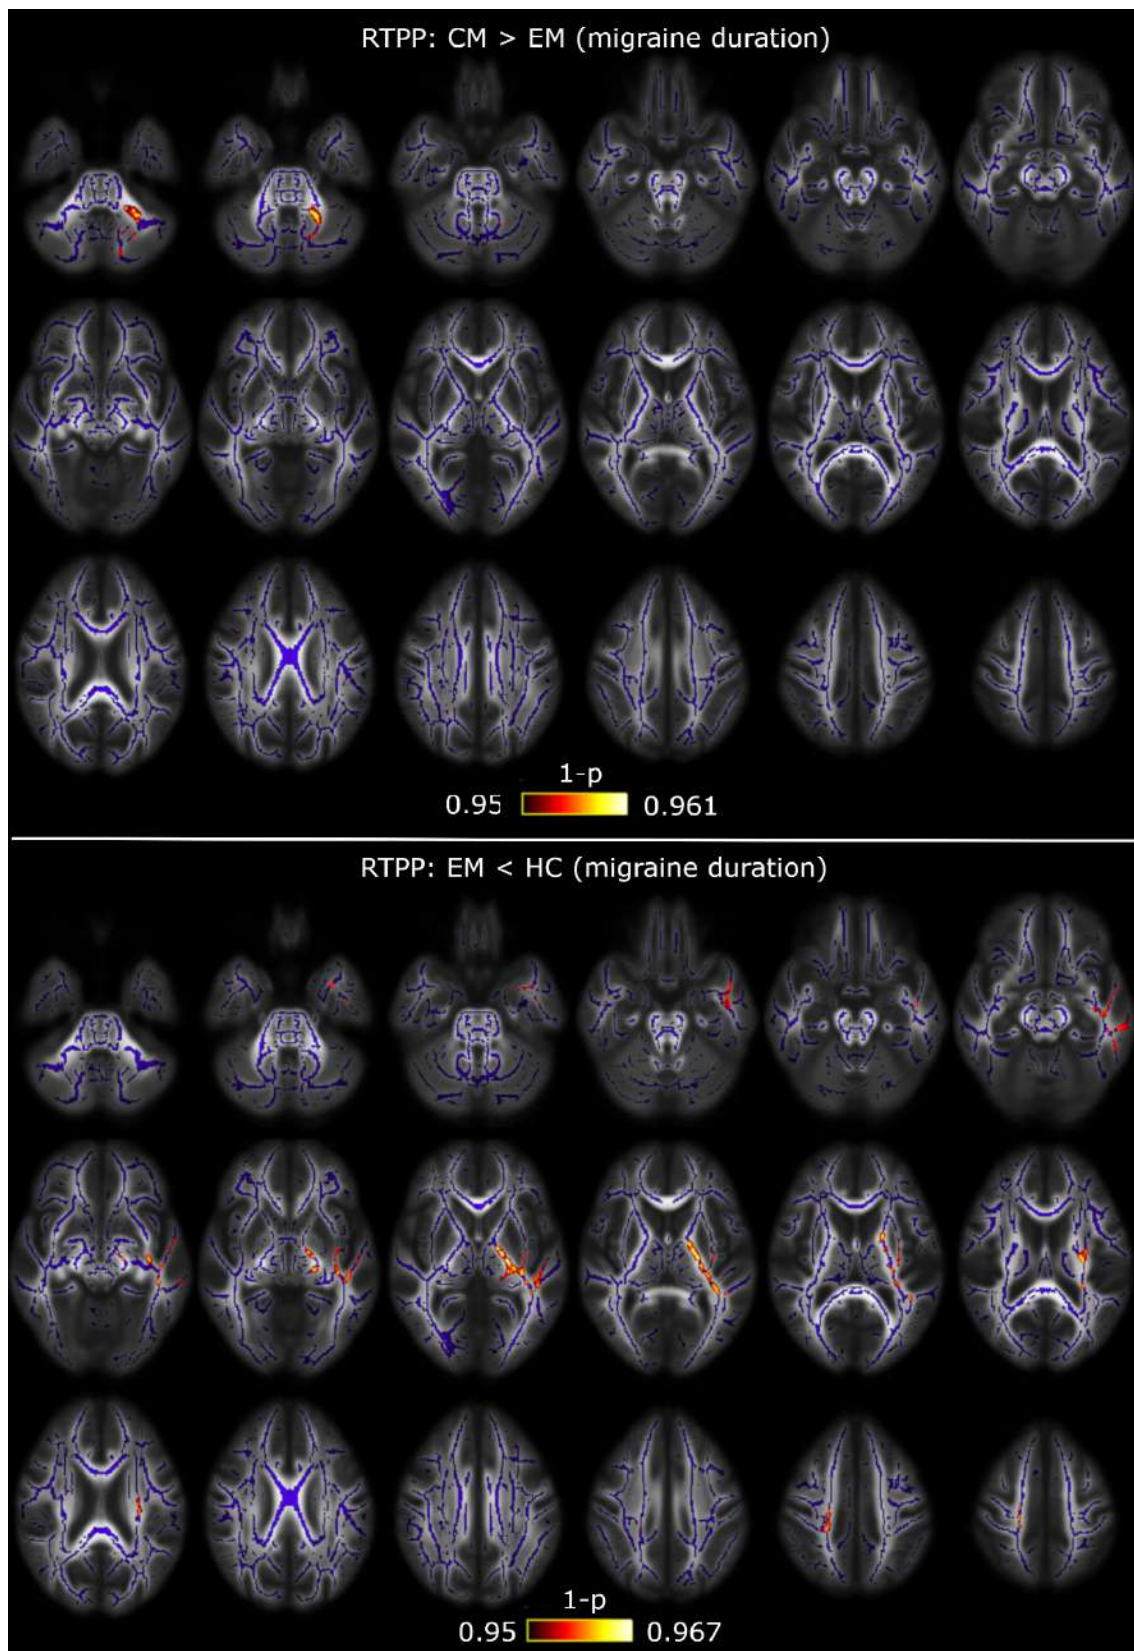 RTPP: CM > EM (migraine duration)
1-p
0.95 0.961
RTPP: EM < HC (migraine duration)
1-p
0.95 0.967